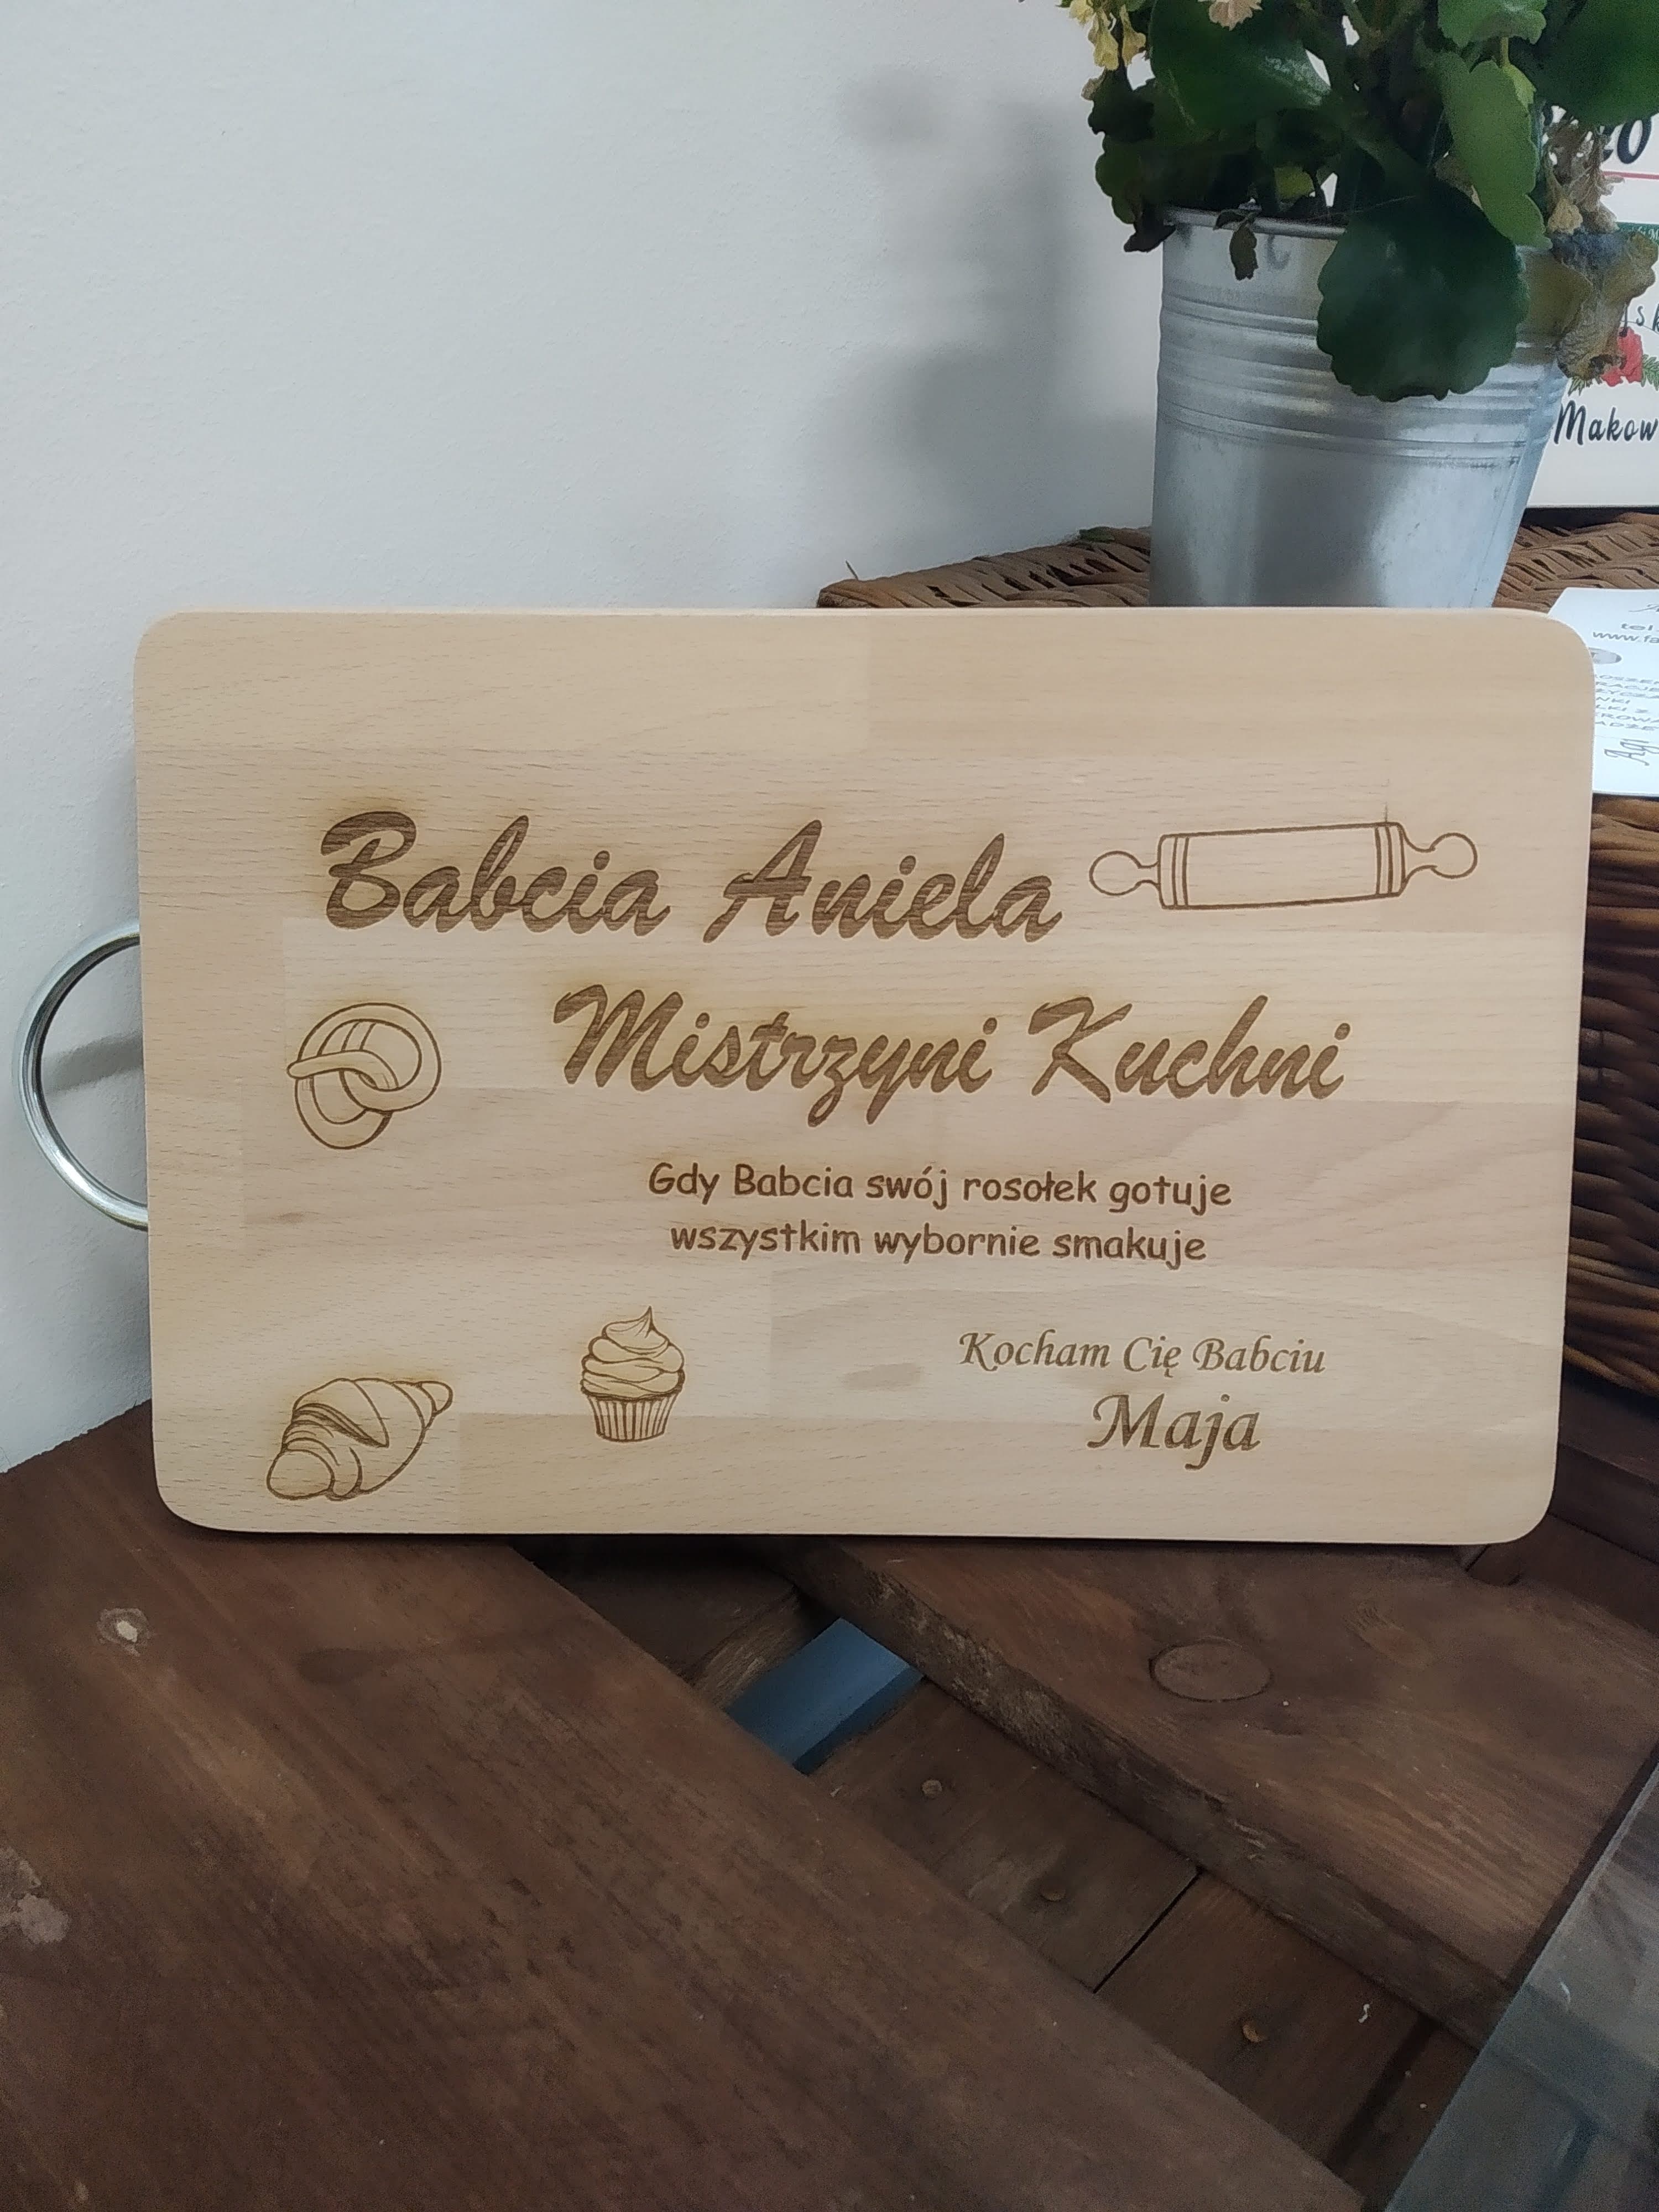 Babcia Aniela
Mistrzyni Kuchni
Gdy Babcia swój rosołek gotuje
wszystkim wybornie smakuje
Kocham Cię Babciu
Maja